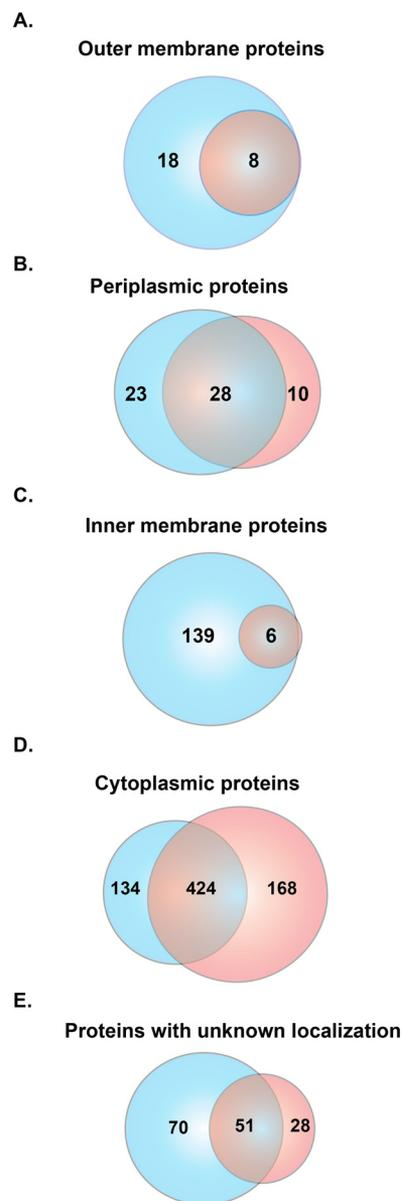 A.
Outer membrane proteins
18 8
B.
Periplasmic proteins
23 28 10
C.
Inner membrane proteins
139 6
D.
Cytoplasmic proteins
134 424 168
E.
Proteins with unknown localization
70 51 28